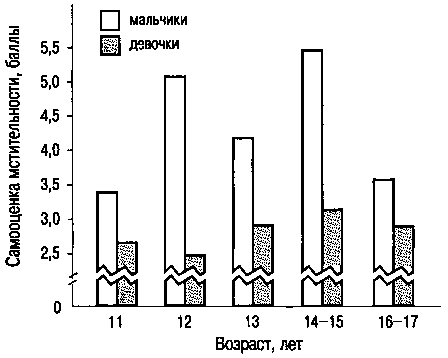 мальчики
девочки
Самооценка мстительности, баллы
5,5
5,0
4,5
4,0
3,5
3,0
2,5
0
11 12 13 14–15 16–17
Возраст, лет